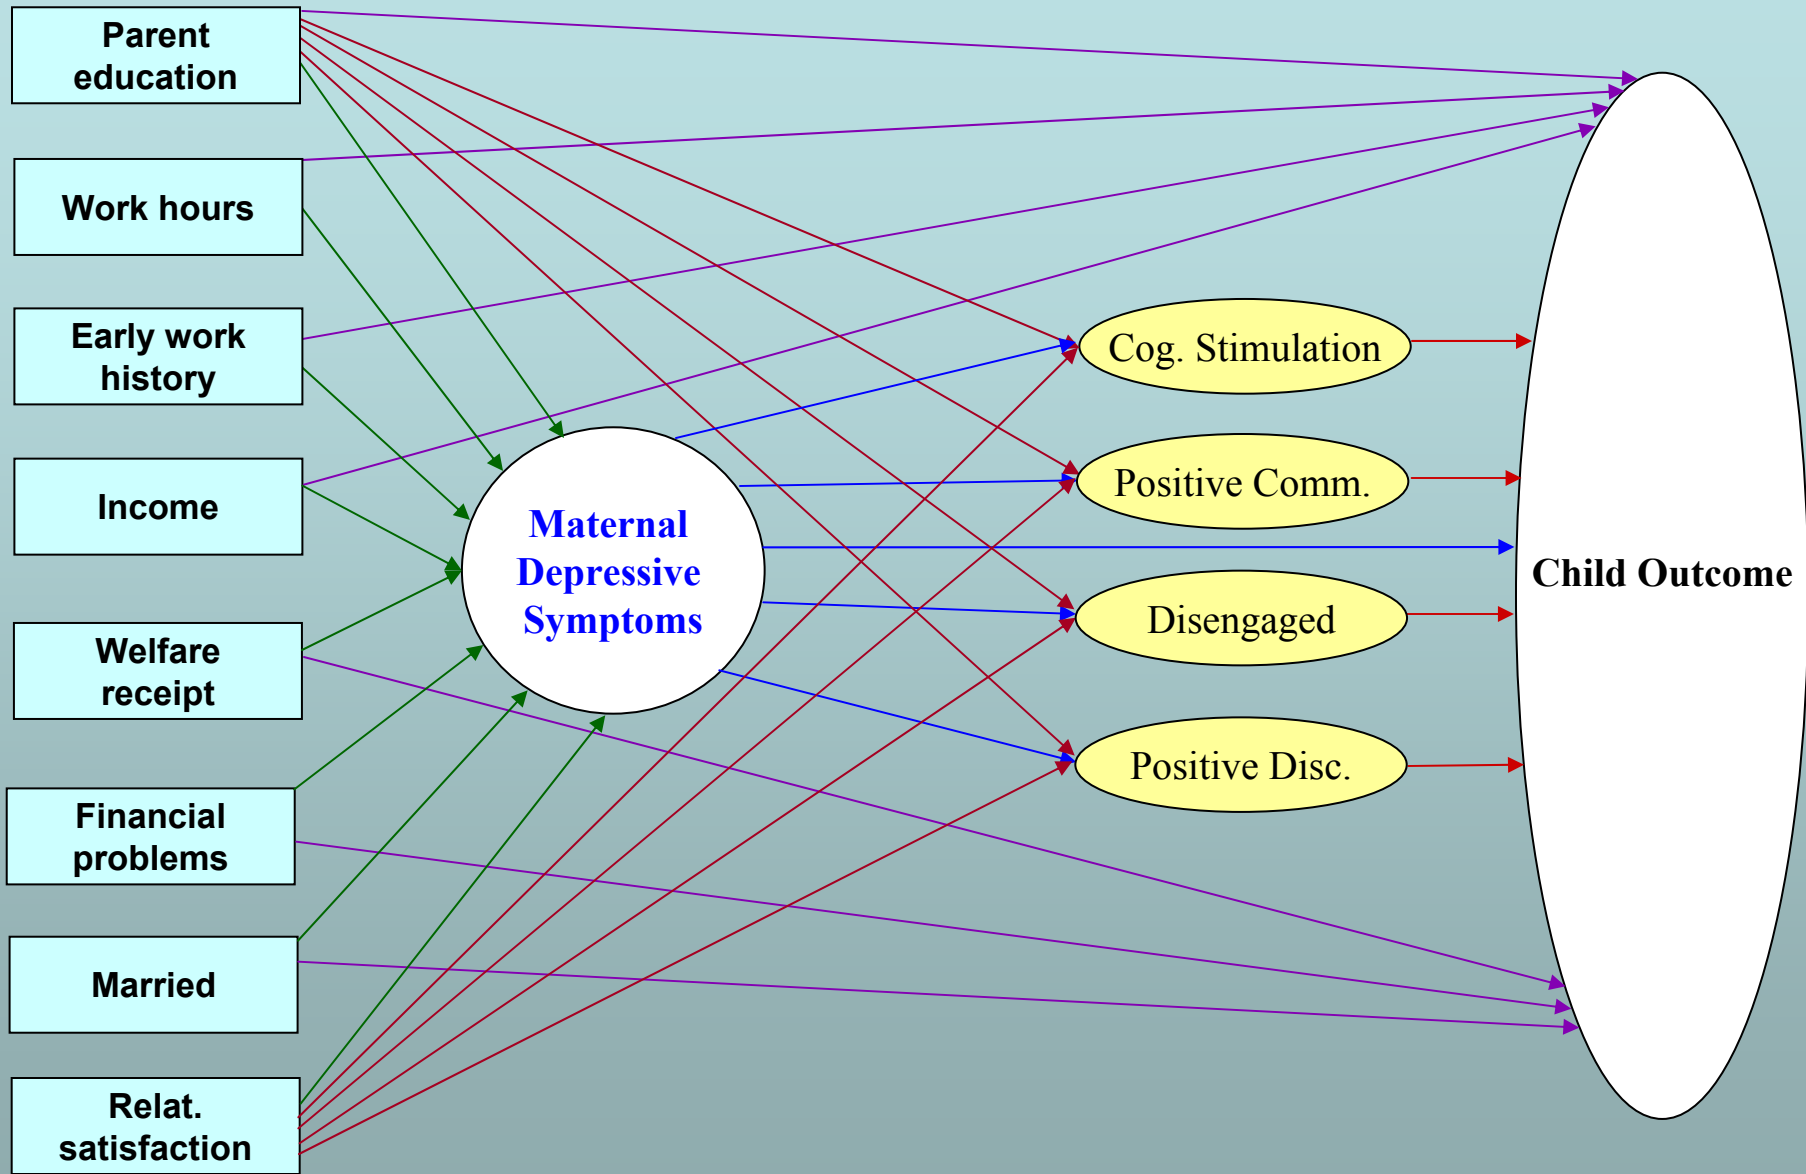 Parent
education
Work hours
Early work
history
Income
Welfare
receipt
Financial
problems
Married
Relat.
satisfaction
Maternal
Depressive
Symptoms
Cog. Stimulation
Positive Comm.
Disengaged
Positive Disc.
Child Outcome